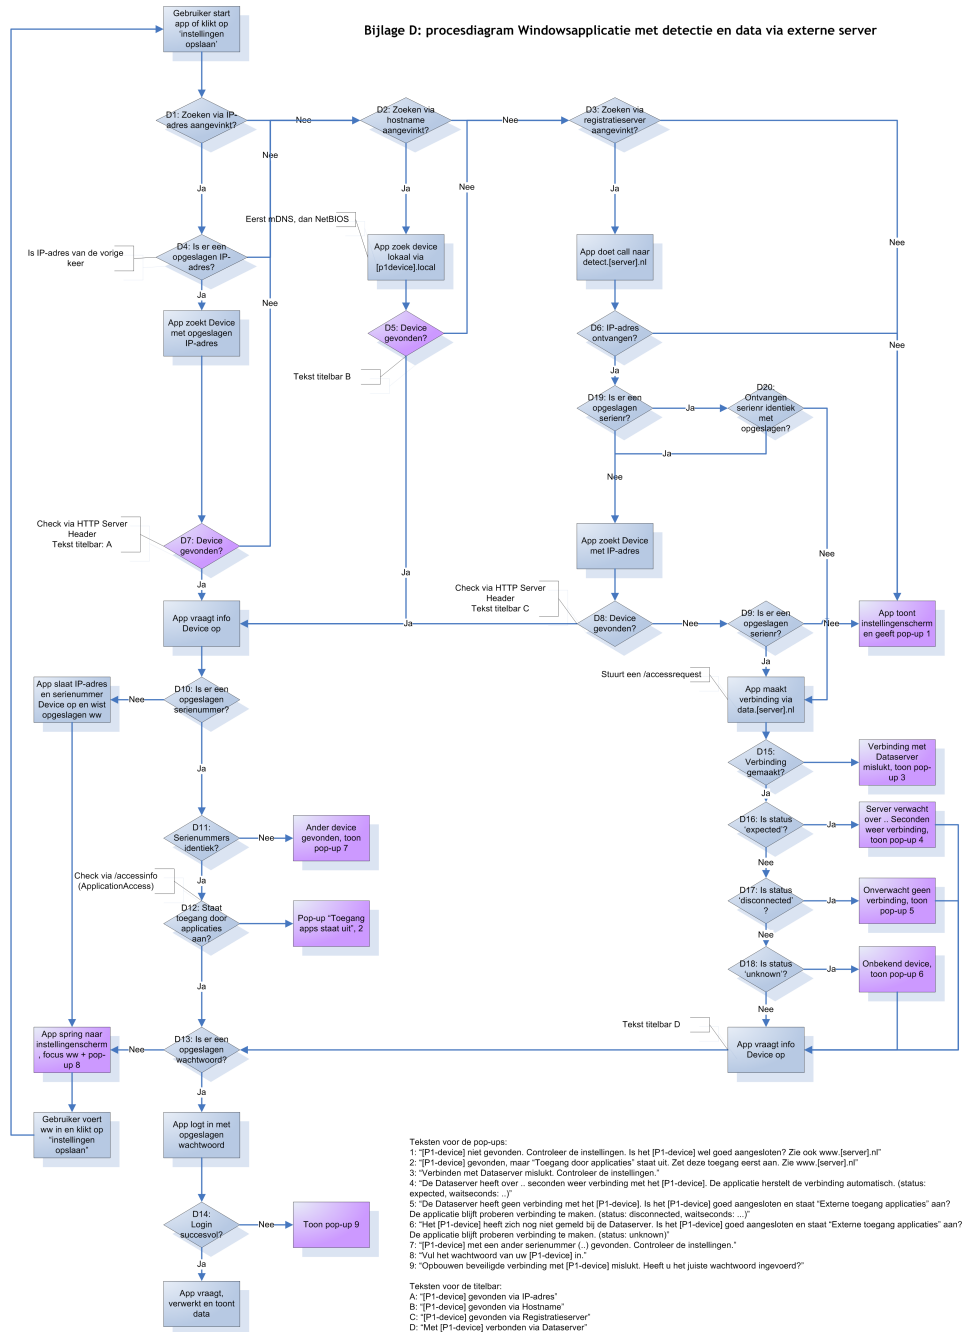 Gebruiker start
app of klikt op
'instellingen
opslaan'
Bijlage D: procesdiagram Windowsapplicatie met detectie en data via externe server
D1: Zoeken via IP-
adres aangevinkt?
Nee
D2: Zoeken via
hostname
aangevinkt?
Nee
D3: Zoeken via
registratieserver
aangevinkt?
Nee
Nee
Ja
Ja
Ja
Eerst mDNS, dan NetBIOS
Is IP-adres van de vorige
keer
D4: Is er een
opgeslagen IP-
adres?
App zoek device
lokaal via
[p1device].local
App doet call naar
detect.[server].nl
Nee
Ja
Nee
App zoekt Device
met opgeslagen
IP-adres
D5: Device
gevonden?
D6: IP-adres
ontvangen?
Nee
Tekst titelbar B
Ja
D19: Is er een
opgeslagen
serienr?
Ja
D20:
Ontvangen
serienr identiek
met
opgeslagen?
Ja
Nee
Check via HTTP Server
Header
Tekst titelbar: A
D7: Device
gevonden?
App zoekt Device
met IP-adres
Nee
Ja
Ja
Check via HTTP Server
Header
Tekst titelbar C
App vraagt info
Device op
Ja
D8: Device
gevonden?
Nee
D9: Is er een
opgeslagen
serienr?
Nee
App toont
instellingenscherm
en geeft pop-up 1
Ja
Stuurt een /accessrequest
App slaat IP-adres
en serienummer
Device op en wist
opgeslagen ww
Nee
D10: Is er een
opgeslagen
serienummer?
App maakt
verbinding via
data.[server].nl
Ja
D15:
Verbinding
gemaakt?
Verbinding met
Dataserver
mislukt, toon pop-
up 3
Ja
D11:
Serienummers
identiek?
Nee
Ander device
gevonden, toon
pop-up 7
D16: Is status
'expected'?
Ja
Server verwacht
over .. Seconden
weer verbinding,
toon pop-up 4
Nee
Check via /accessinfo
(ApplicationAccess)
Ja
D12: Staat
toegang door
applicaties
aan?
Pop-up “Toegang
apps staat uit”, 2
D17: Is status
'disconnected'
?
Ja
Onverwacht geen
verbinding, toon
pop-up 5
Nee
D18: Is status
'unknown'?
Ja
Onbekend device,
toon pop-up 6
Ja
Nee
Tekst titelbar D
App spring naar
instellingenscherm
, focus ww + pop-
up 8
Nee
D13: Is er een
opgeslagen
wachtwoord?
App vraagt info
Device op
Ja
Gebruiker voert
ww in en klikt op
“instellingen
opslaan”
App logt in met
opgeslagen
wachtwoord
D14:
Login
succesvol?
Nee
Toon pop-up 9
App vraagt,
verwerkt en toont
data
Teksten voor de pop-ups:
1: “[P1-device] niet gevonden. Controleer de instellingen. Is het [P1-device] wel goed aangesloten? Zie ook www.[server].nl”
2: “[P1-device] gevonden, maar “Toegang door applicaties” staat uit. Zet deze toegang eerst aan. Zie www.[server].nl”
3: “Verbinden met Dataserver mislukt. Controleer de instellingen.”
4: “De Dataserver heeft over .. seconden weer verbinding met het [P1-device]. De applicatie herstelt de verbinding automatisch. (status:
expected, waitseconds: ..)”
5: “De Dataserver heeft geen verbinding met het [P1-device]. Is het [P1-device] goed aangesloten en staat “Externe toegang applicaties” aan?
De applicatie blijft proberen verbinding te maken. (status: disconnected, waitseconds: ...)”
6: “Het [P1-device] heeft zich nog niet gemeld bij de Dataserver. Is het [P1-device] goed aangesloten en staat “Externe toegang applicaties” aan?
De applicatie blijft proberen verbinding te maken. (status: unknown)”
7: “[P1-device] met een ander serienummer (..) gevonden. Controleer de instellingen.”
8: “Vul het wachtwoord van uw [P1-device] in.”
9: “Opbouwen beveiligde verbinding met [P1-device] mislukt. Heeft u het juiste wachtwoord ingevoerd?”
Teksten voor de titelbar:
A: “[P1-device] gevonden via IP-adres”
B: “[P1-device] gevonden via Hostname”
C: “[P1-device] gevonden via Registratieserver”
D: “Met [P1-device] verbonden via Dataserver”